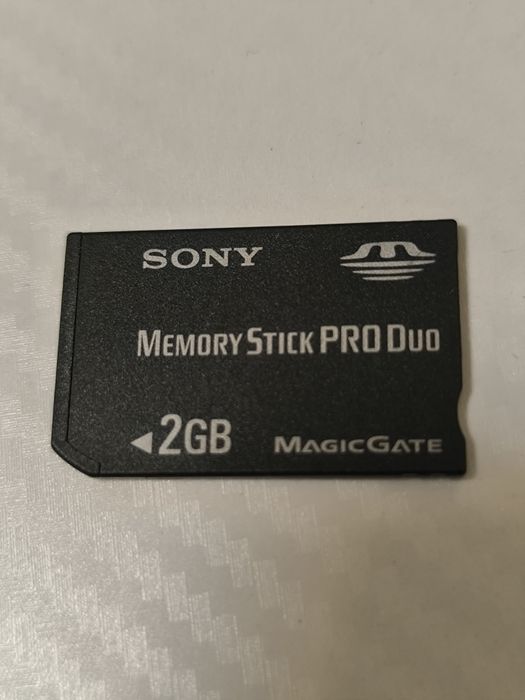 SONY
MEMORY STICK PRO DUO
◄2GB MAGICGATE